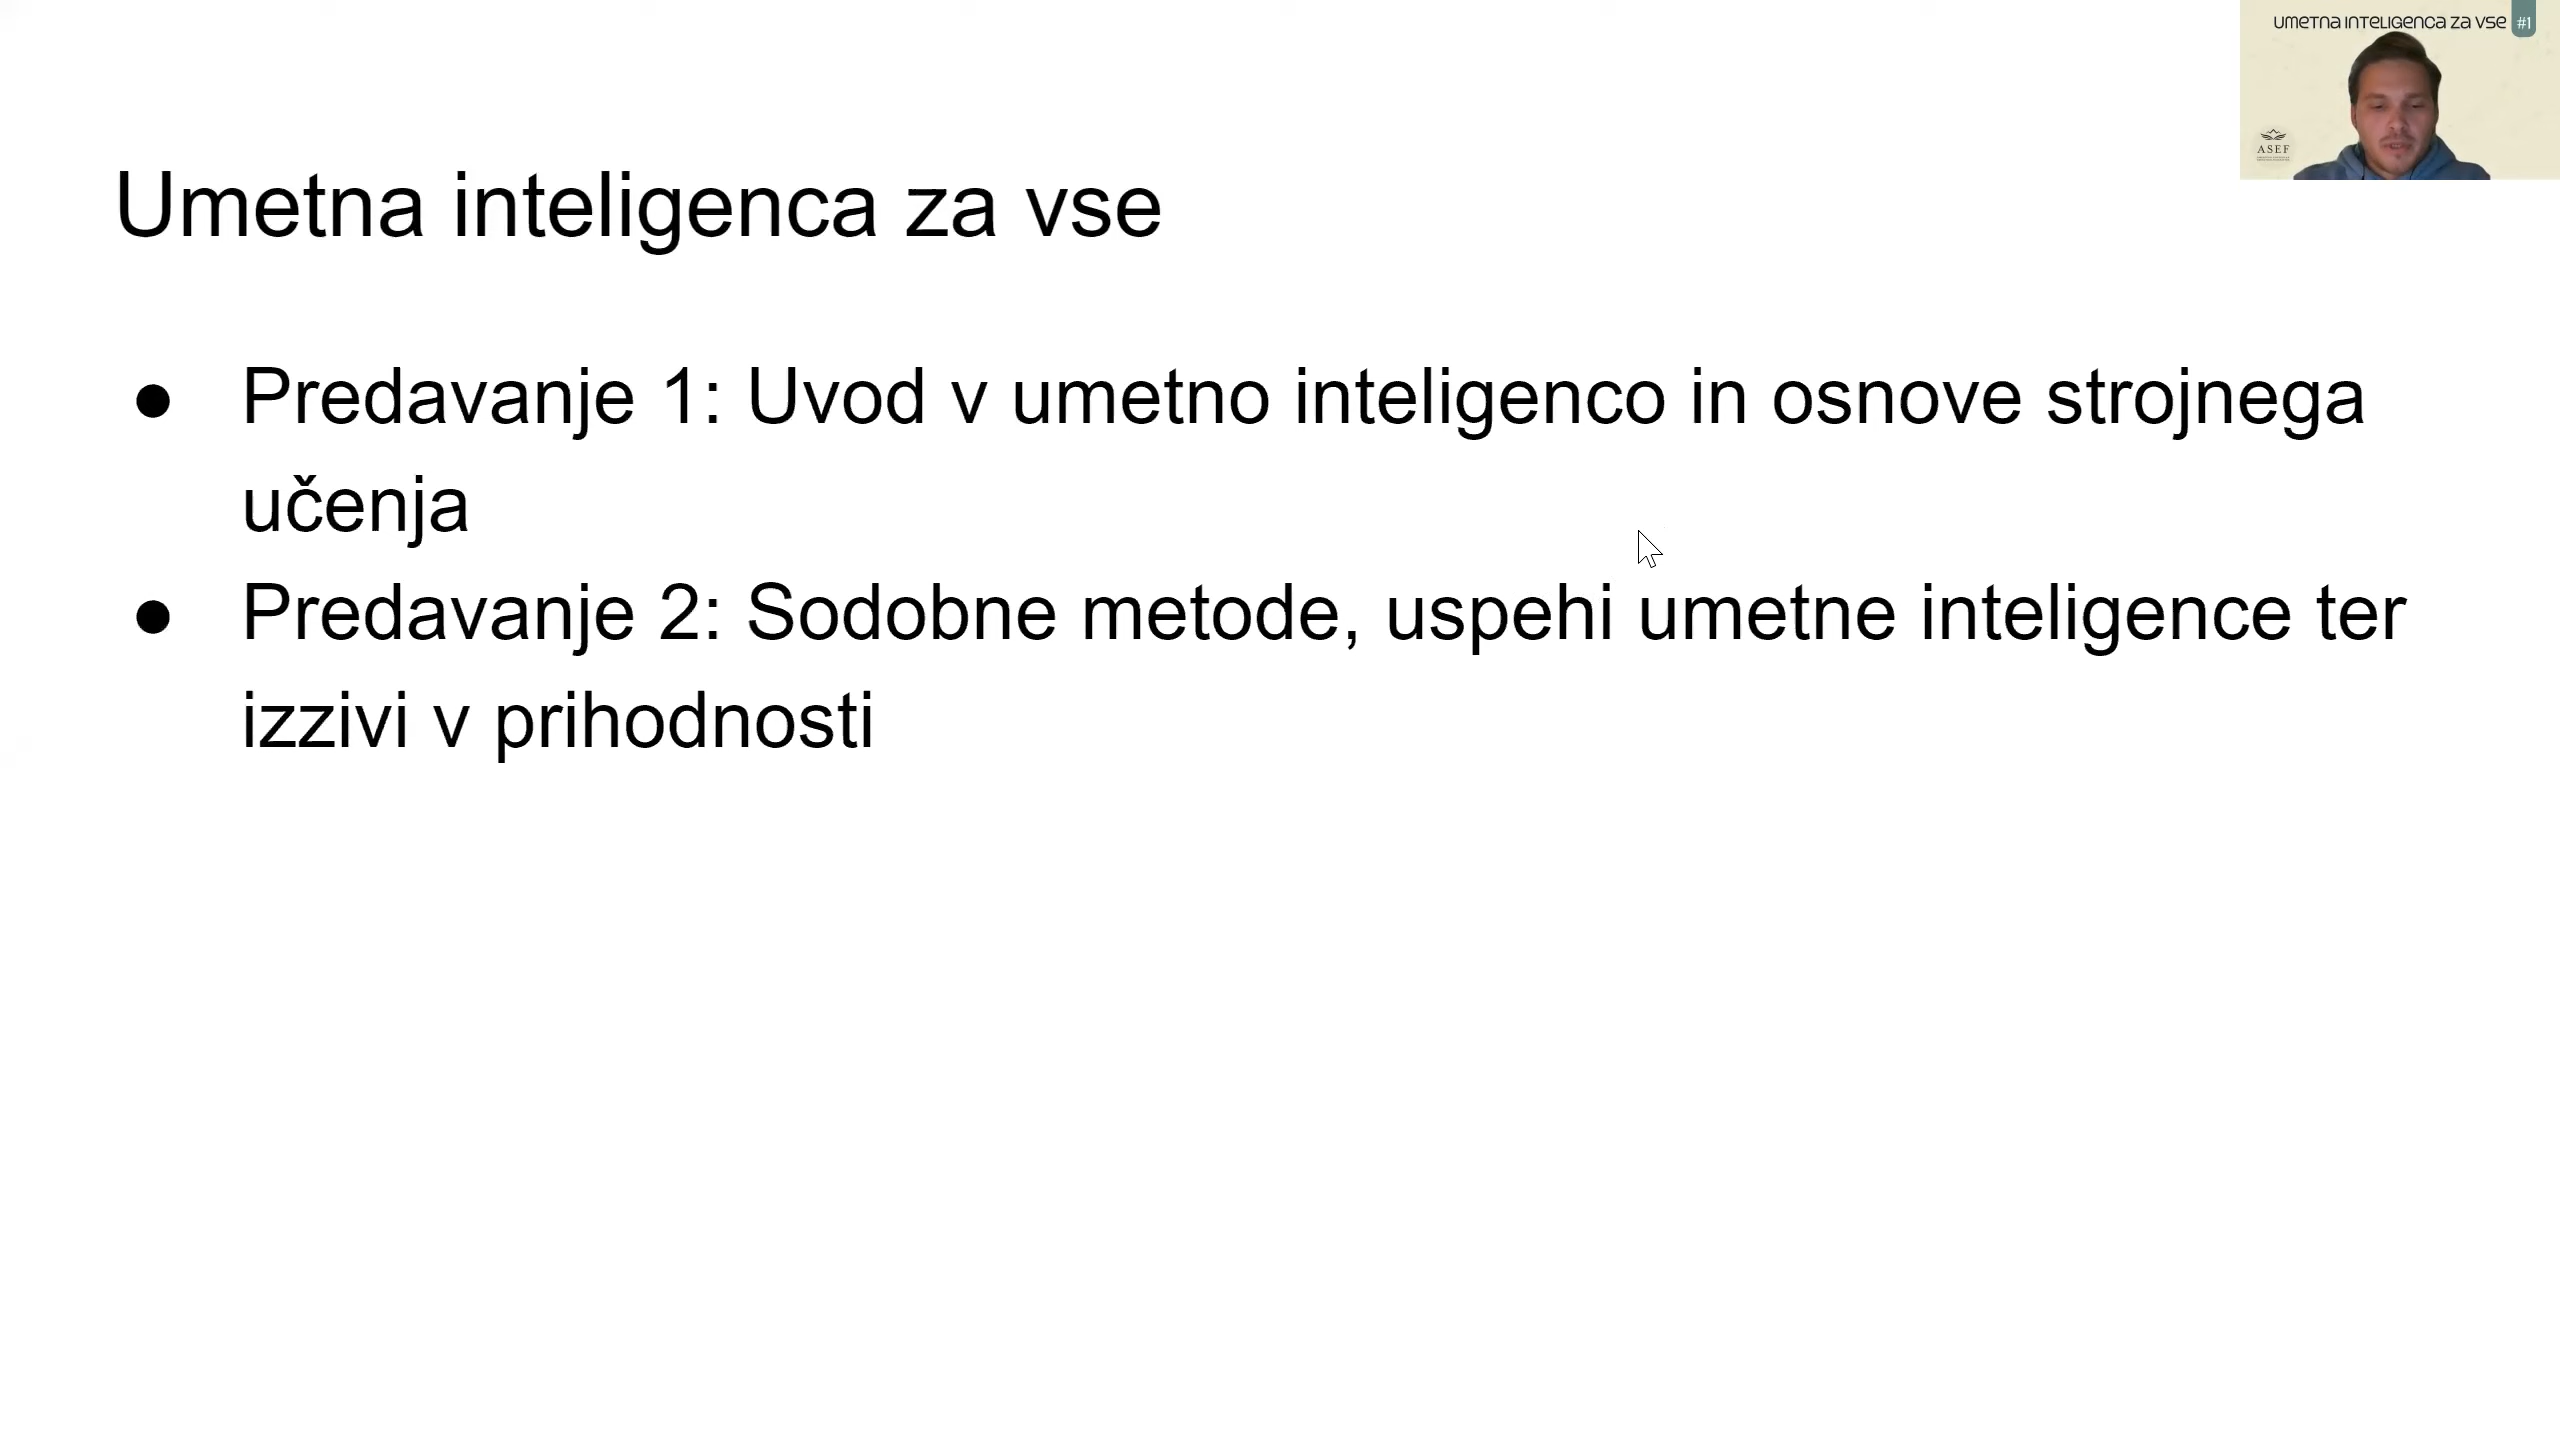 UMETNA INTELIGENCA ZA VSE #1
ASEF
Umetna inteligenca za vse
● Predavanje 1: Uvod v umetno inteligenco in osnove strojnega
učenja
● Predavanje 2: Sodobne metode, uspehi umetne inteligence ter
izzivi v prihodnosti